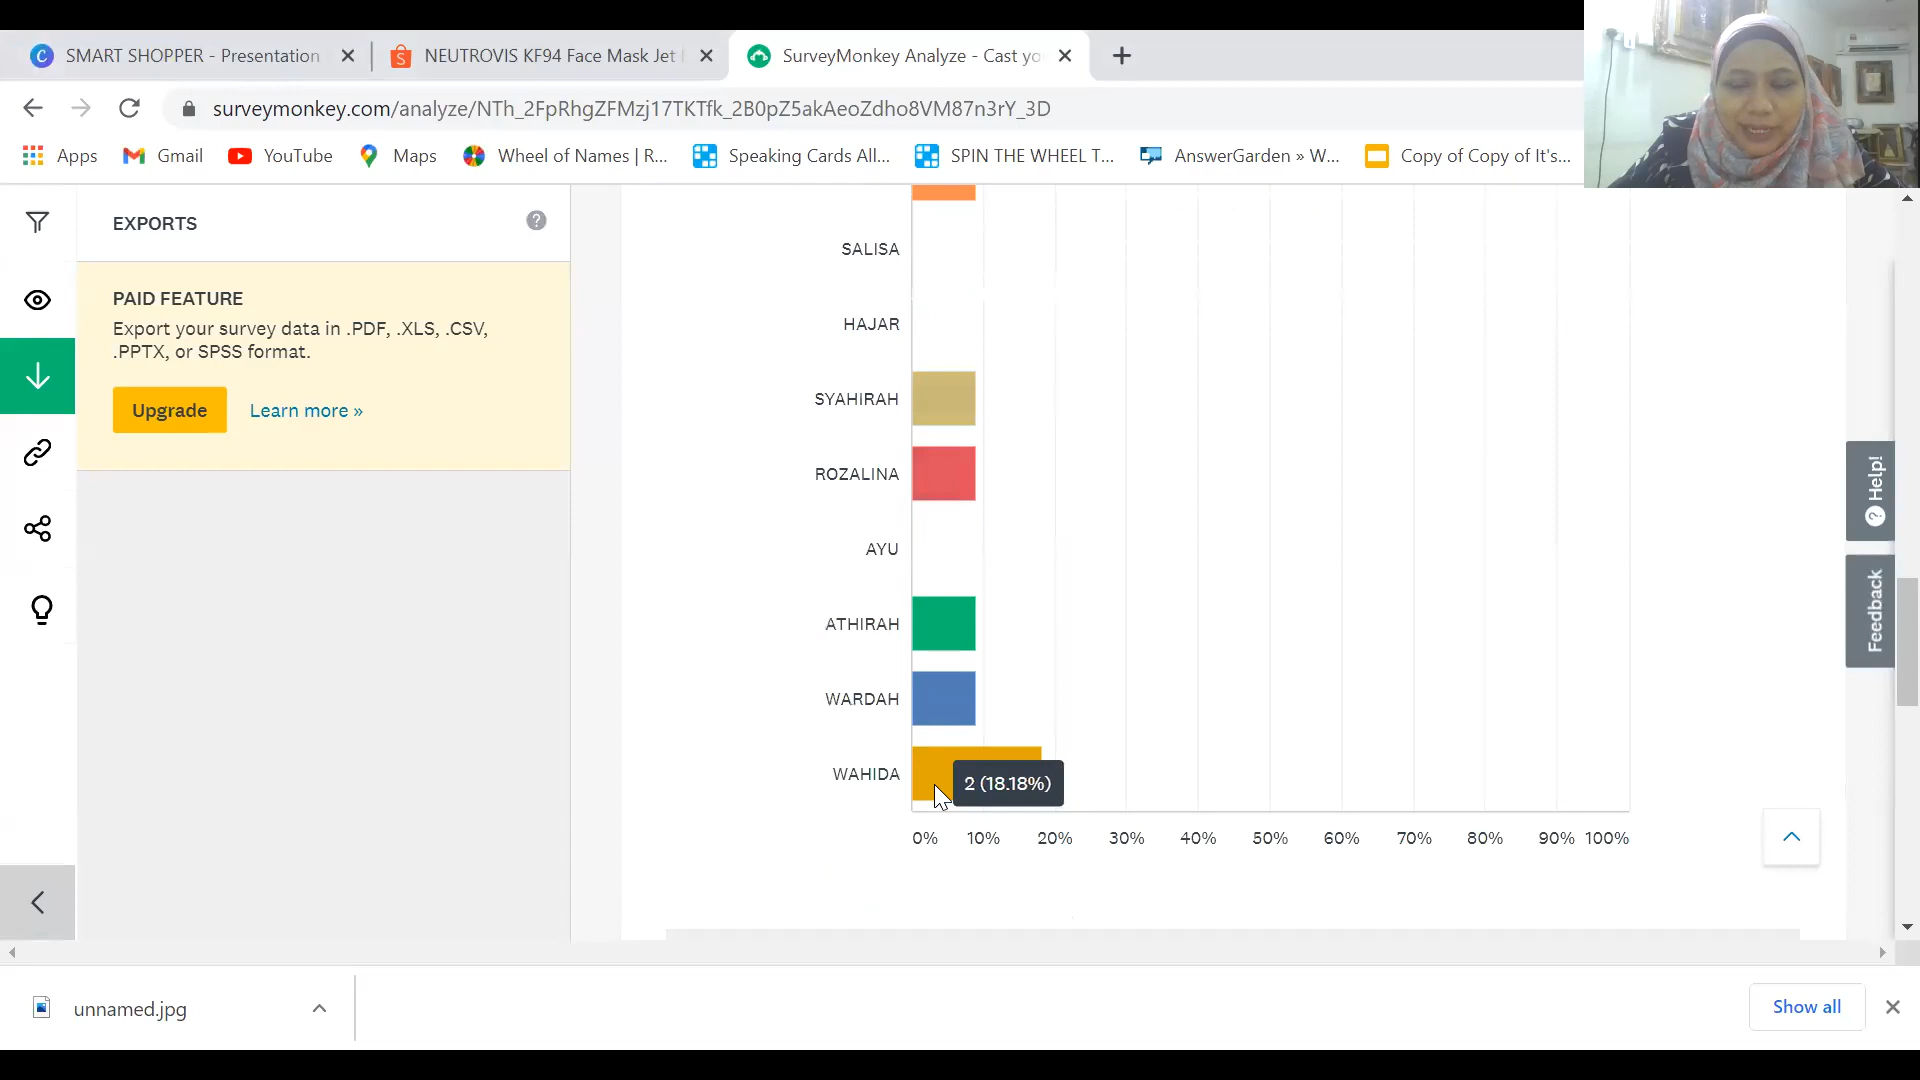 SMART SHOPPER - Presentation
NEUTROVIS KF94 Face Mask Jet
SurveyMonkey Analyze - Cast yo
surveymonkey.com/analyze/NTh_2FpRhgZFMzj17TKTfk_2B0pZ5akAeoZdho8VM87n3rY_3D
Apps
Gmail
YouTube
Maps
Wheel of Names | R...
Speaking Cards All...
SPIN THE WHEEL T...
AnswerGarden » W...
Copy of Copy of It's...
EXPORTS
?
PAID FEATURE
Export your survey data in .PDF, .XLS, .CSV,
.PPTX, or SPSS format.
Upgrade
Learn more »
SALISA
HAJAR
SYAHIRAH
ROZALINA
AYU
ATHIRAH
WARDAH
WAHIDA
2 (18.18%)
0% 10% 20% 30% 40% 50% 60% 70% 80% 90% 100%
? Help!
Feedback
unnamed.jpg
Show all